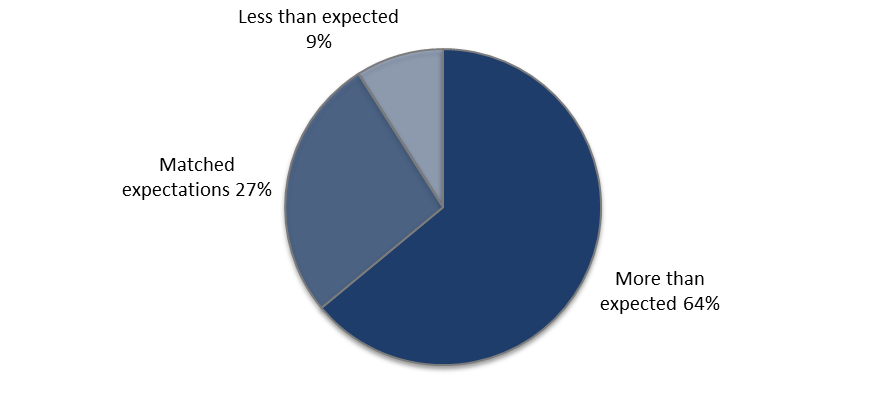 Less than expected
9%
Matched
expectations 27%
More than
expected 64%